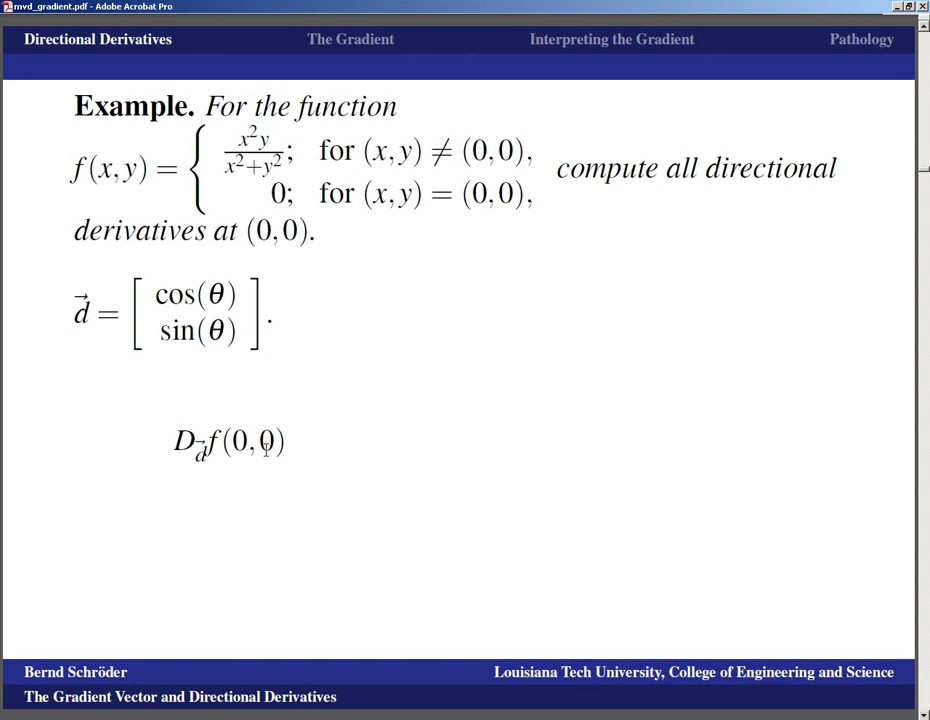 mvd_gradient.pdf - Adobe Acrobat Pro
Directional Derivatives The Gradient Interpreting the Gradient Pathology
Example. For the function
f(x,y) = { x²y / x²+y² ; for (x,y) ≠ (0,0),
0; for (x,y) = (0,0),
compute all directional
derivatives at (0,0).
d⃗ = [ cos(θ)
sin(θ) ] .
D_d⃗ f(0,0)
Bernd Schröder Louisiana Tech University, College of Engineering and Science
The Gradient Vector and Directional Derivatives